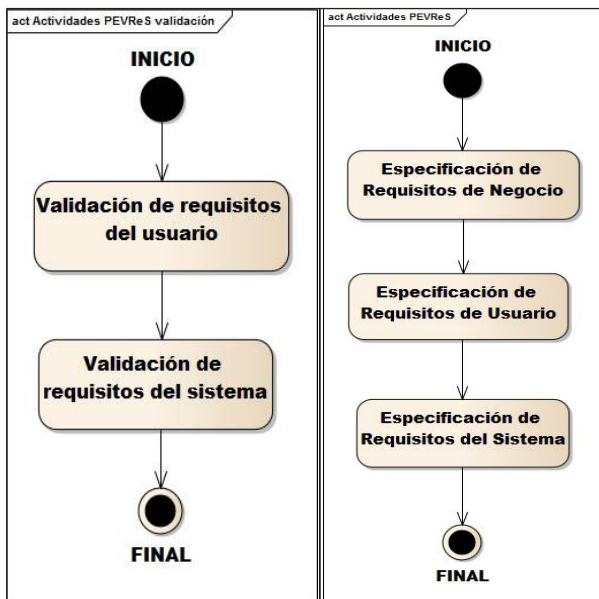 act Actividades PEVReS validación
INICIO
Validación de requisitos
del usuario
Validación de
requisitos del sistema
FINAL
act Actividades PEVReS
INICIO
Especificación de
Requisitos de Negocio
Especificación de
Requisitos de Usuario
Especificación de
Requisitos del Sistema
FINAL